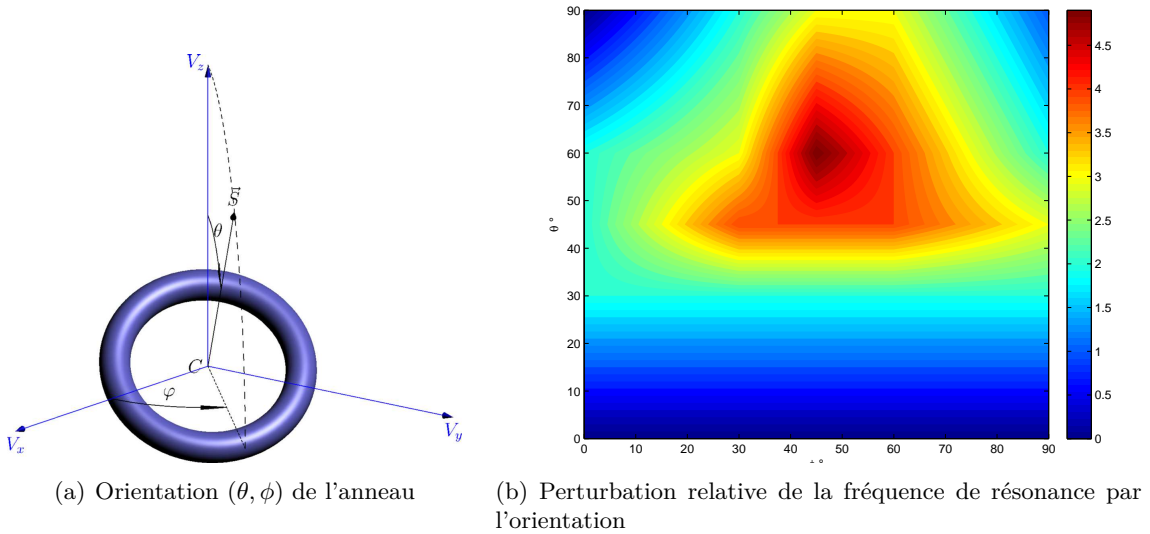 V_z
S⃗
θ
C
φ
V_x
V_y
90
80
70
60
50
40
30
20
10
0
θ °
0 10 20 30 40 50 60 70 80 90
4.5
4
3.5
3
2.5
2
1.5
1
0.5
0
(a) Orientation (θ, ϕ) de l'anneau
(b) Perturbation relative de la fréquence de résonance par
l'orientation